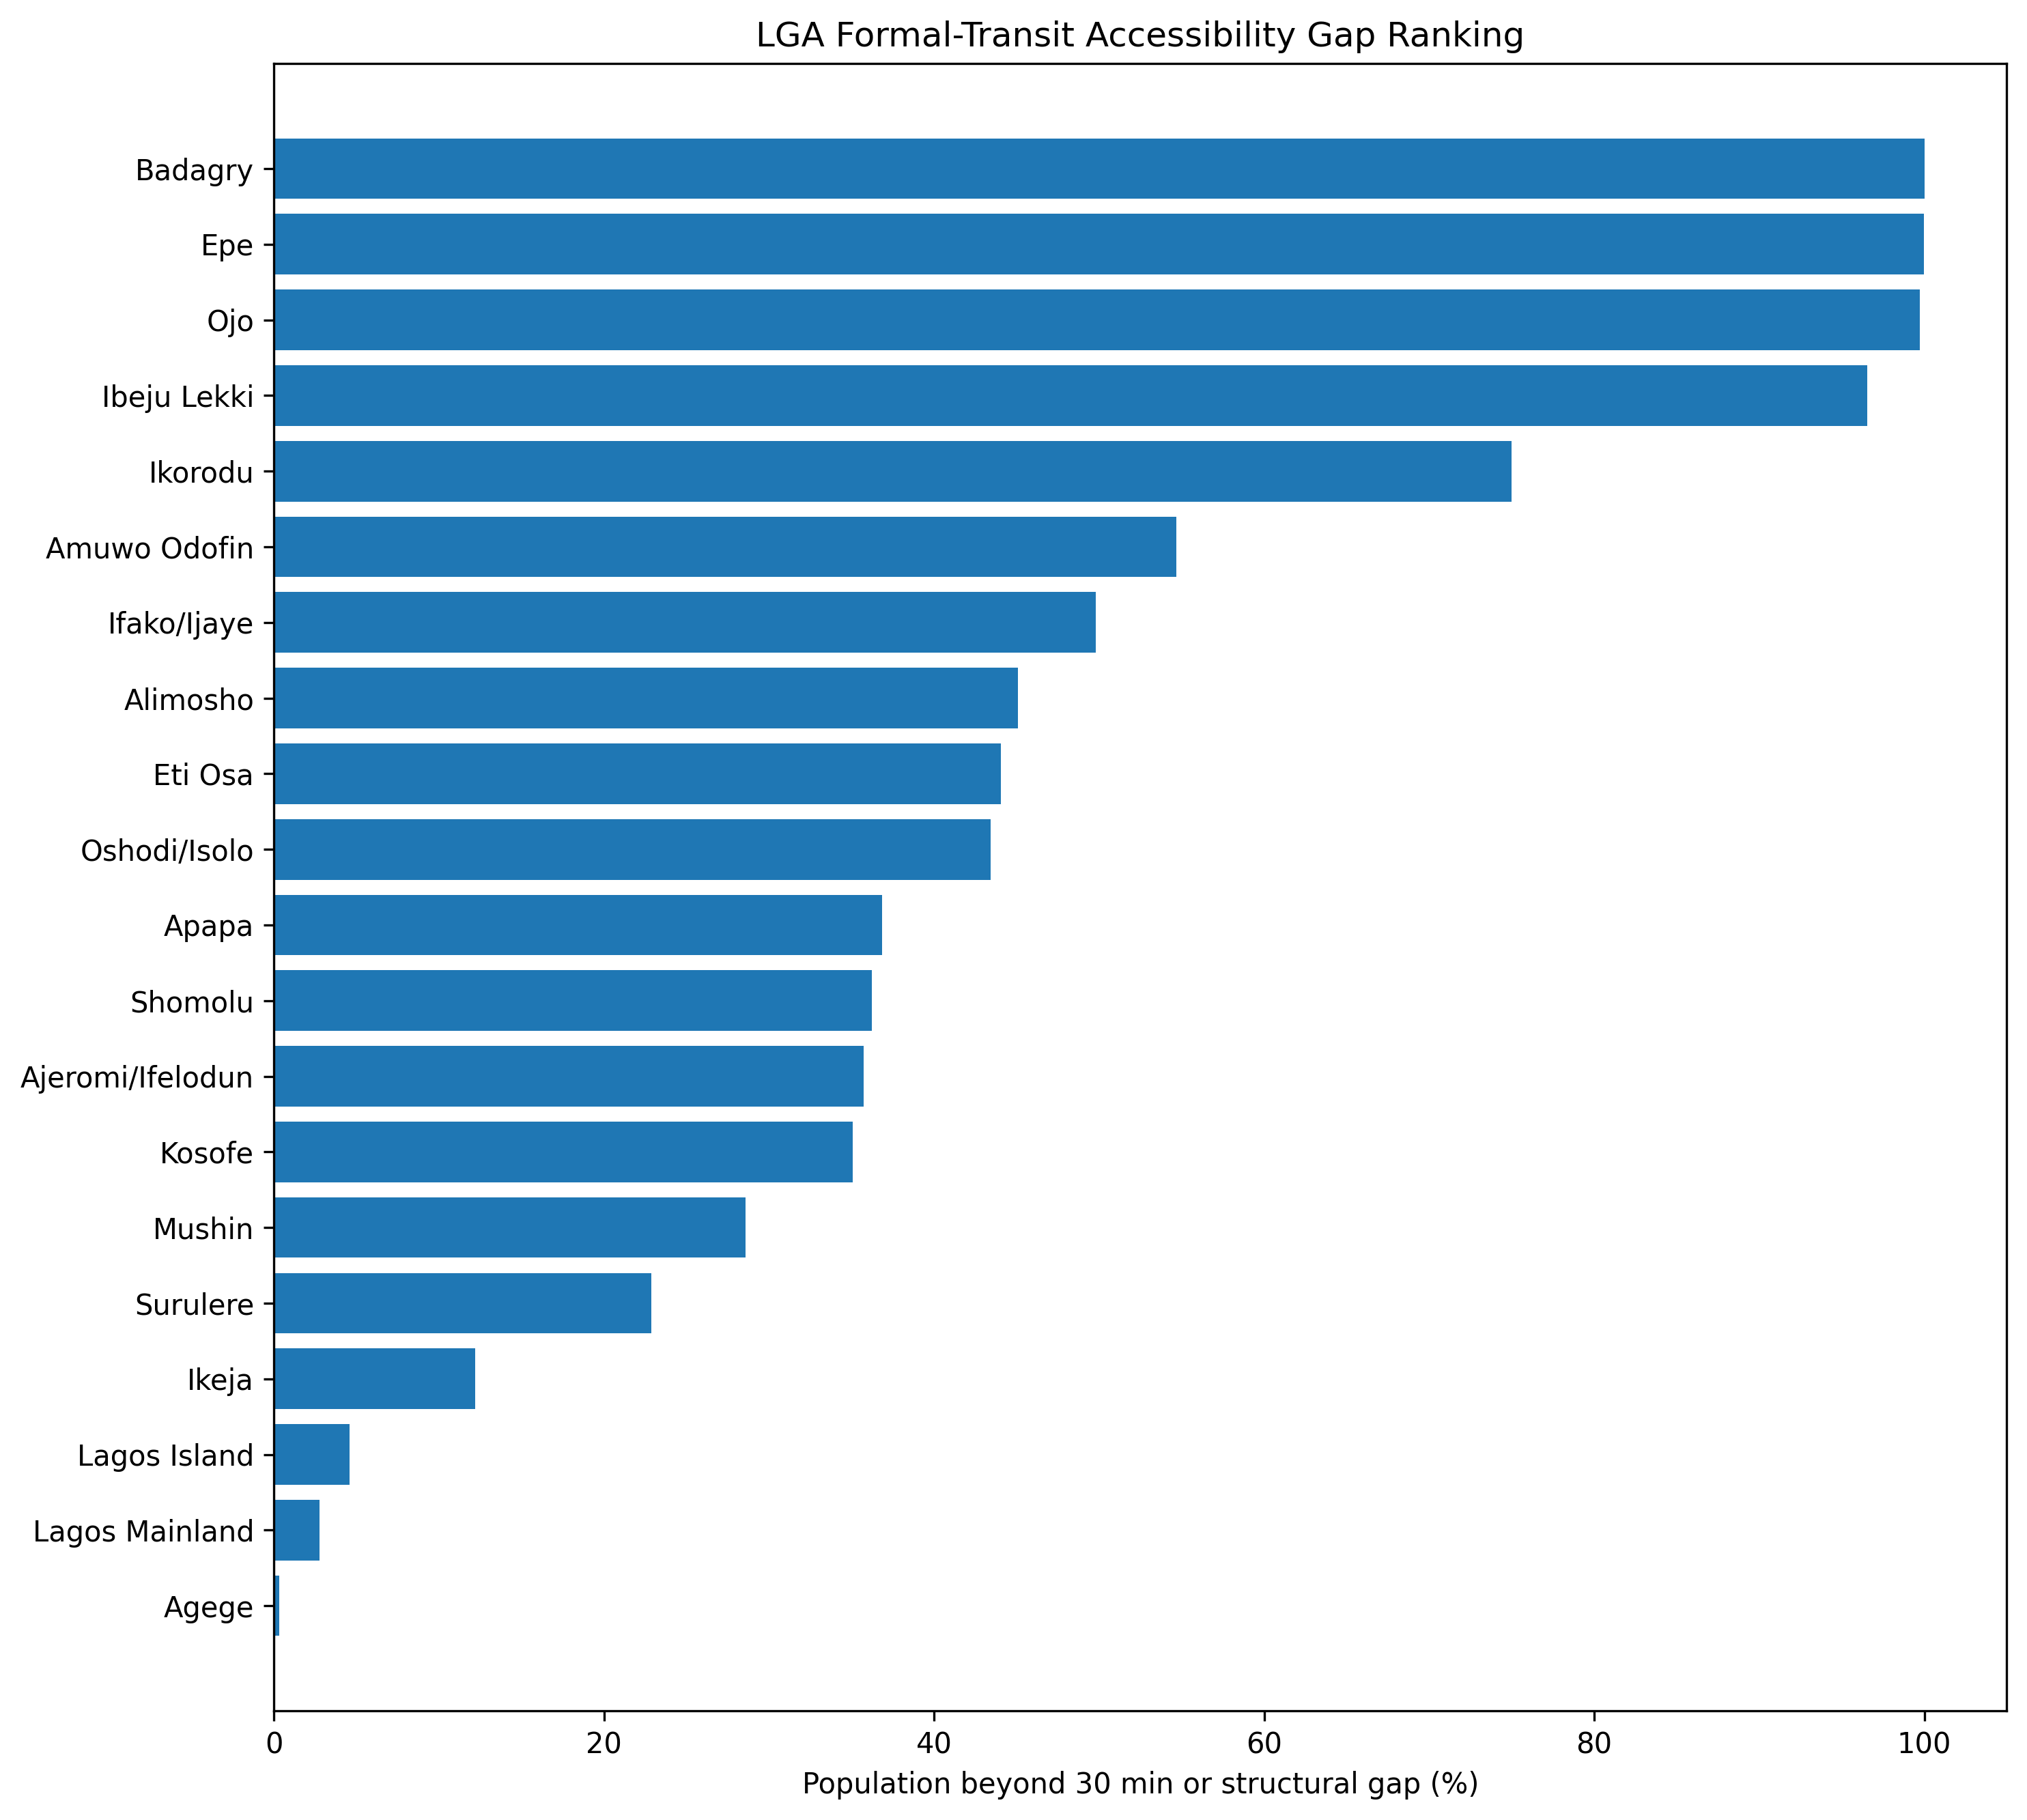 LGA Formal-Transit Accessibility Gap Ranking
Badagry
Epe
Ojo
Ibeju Lekki
Ikorodu
Amuwo Odofin
Ifako/Ijaye
Alimosho
Eti Osa
Oshodi/Isolo
Apapa
Shomolu
Ajeromi/Ifelodun
Kosofe
Mushin
Surulere
Ikeja
Lagos Island
Lagos Mainland
Agege
0 20 40 60 80 100
Population beyond 30 min or structural gap (%)